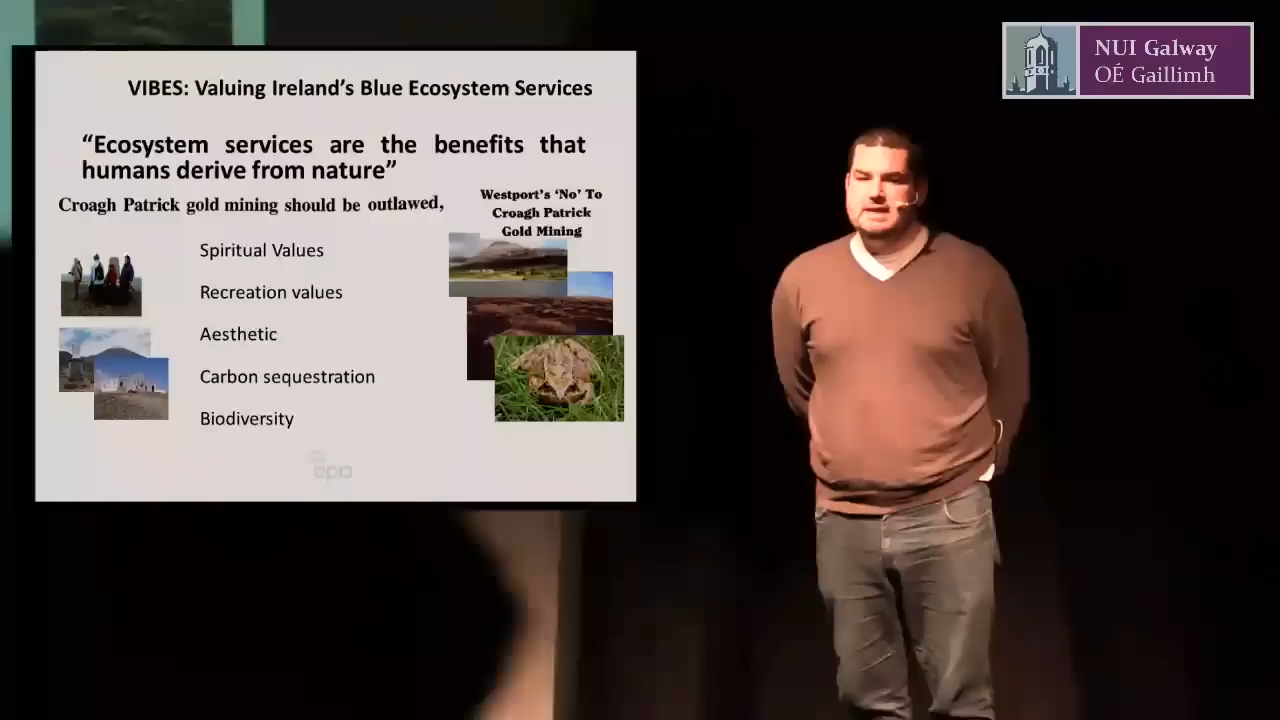 VIBES: Valuing Ireland’s Blue Ecosystem Services
“Ecosystem services are the benefits that
humans derive from nature”
Croagh Patrick gold mining should be outlawed,
Westport’s ‘No’ To
Croagh Patrick
Gold Mining
Spiritual Values
Recreation values
Aesthetic
Carbon sequestration
Biodiversity
epa
NUI Galway
OÉ Gaillimh